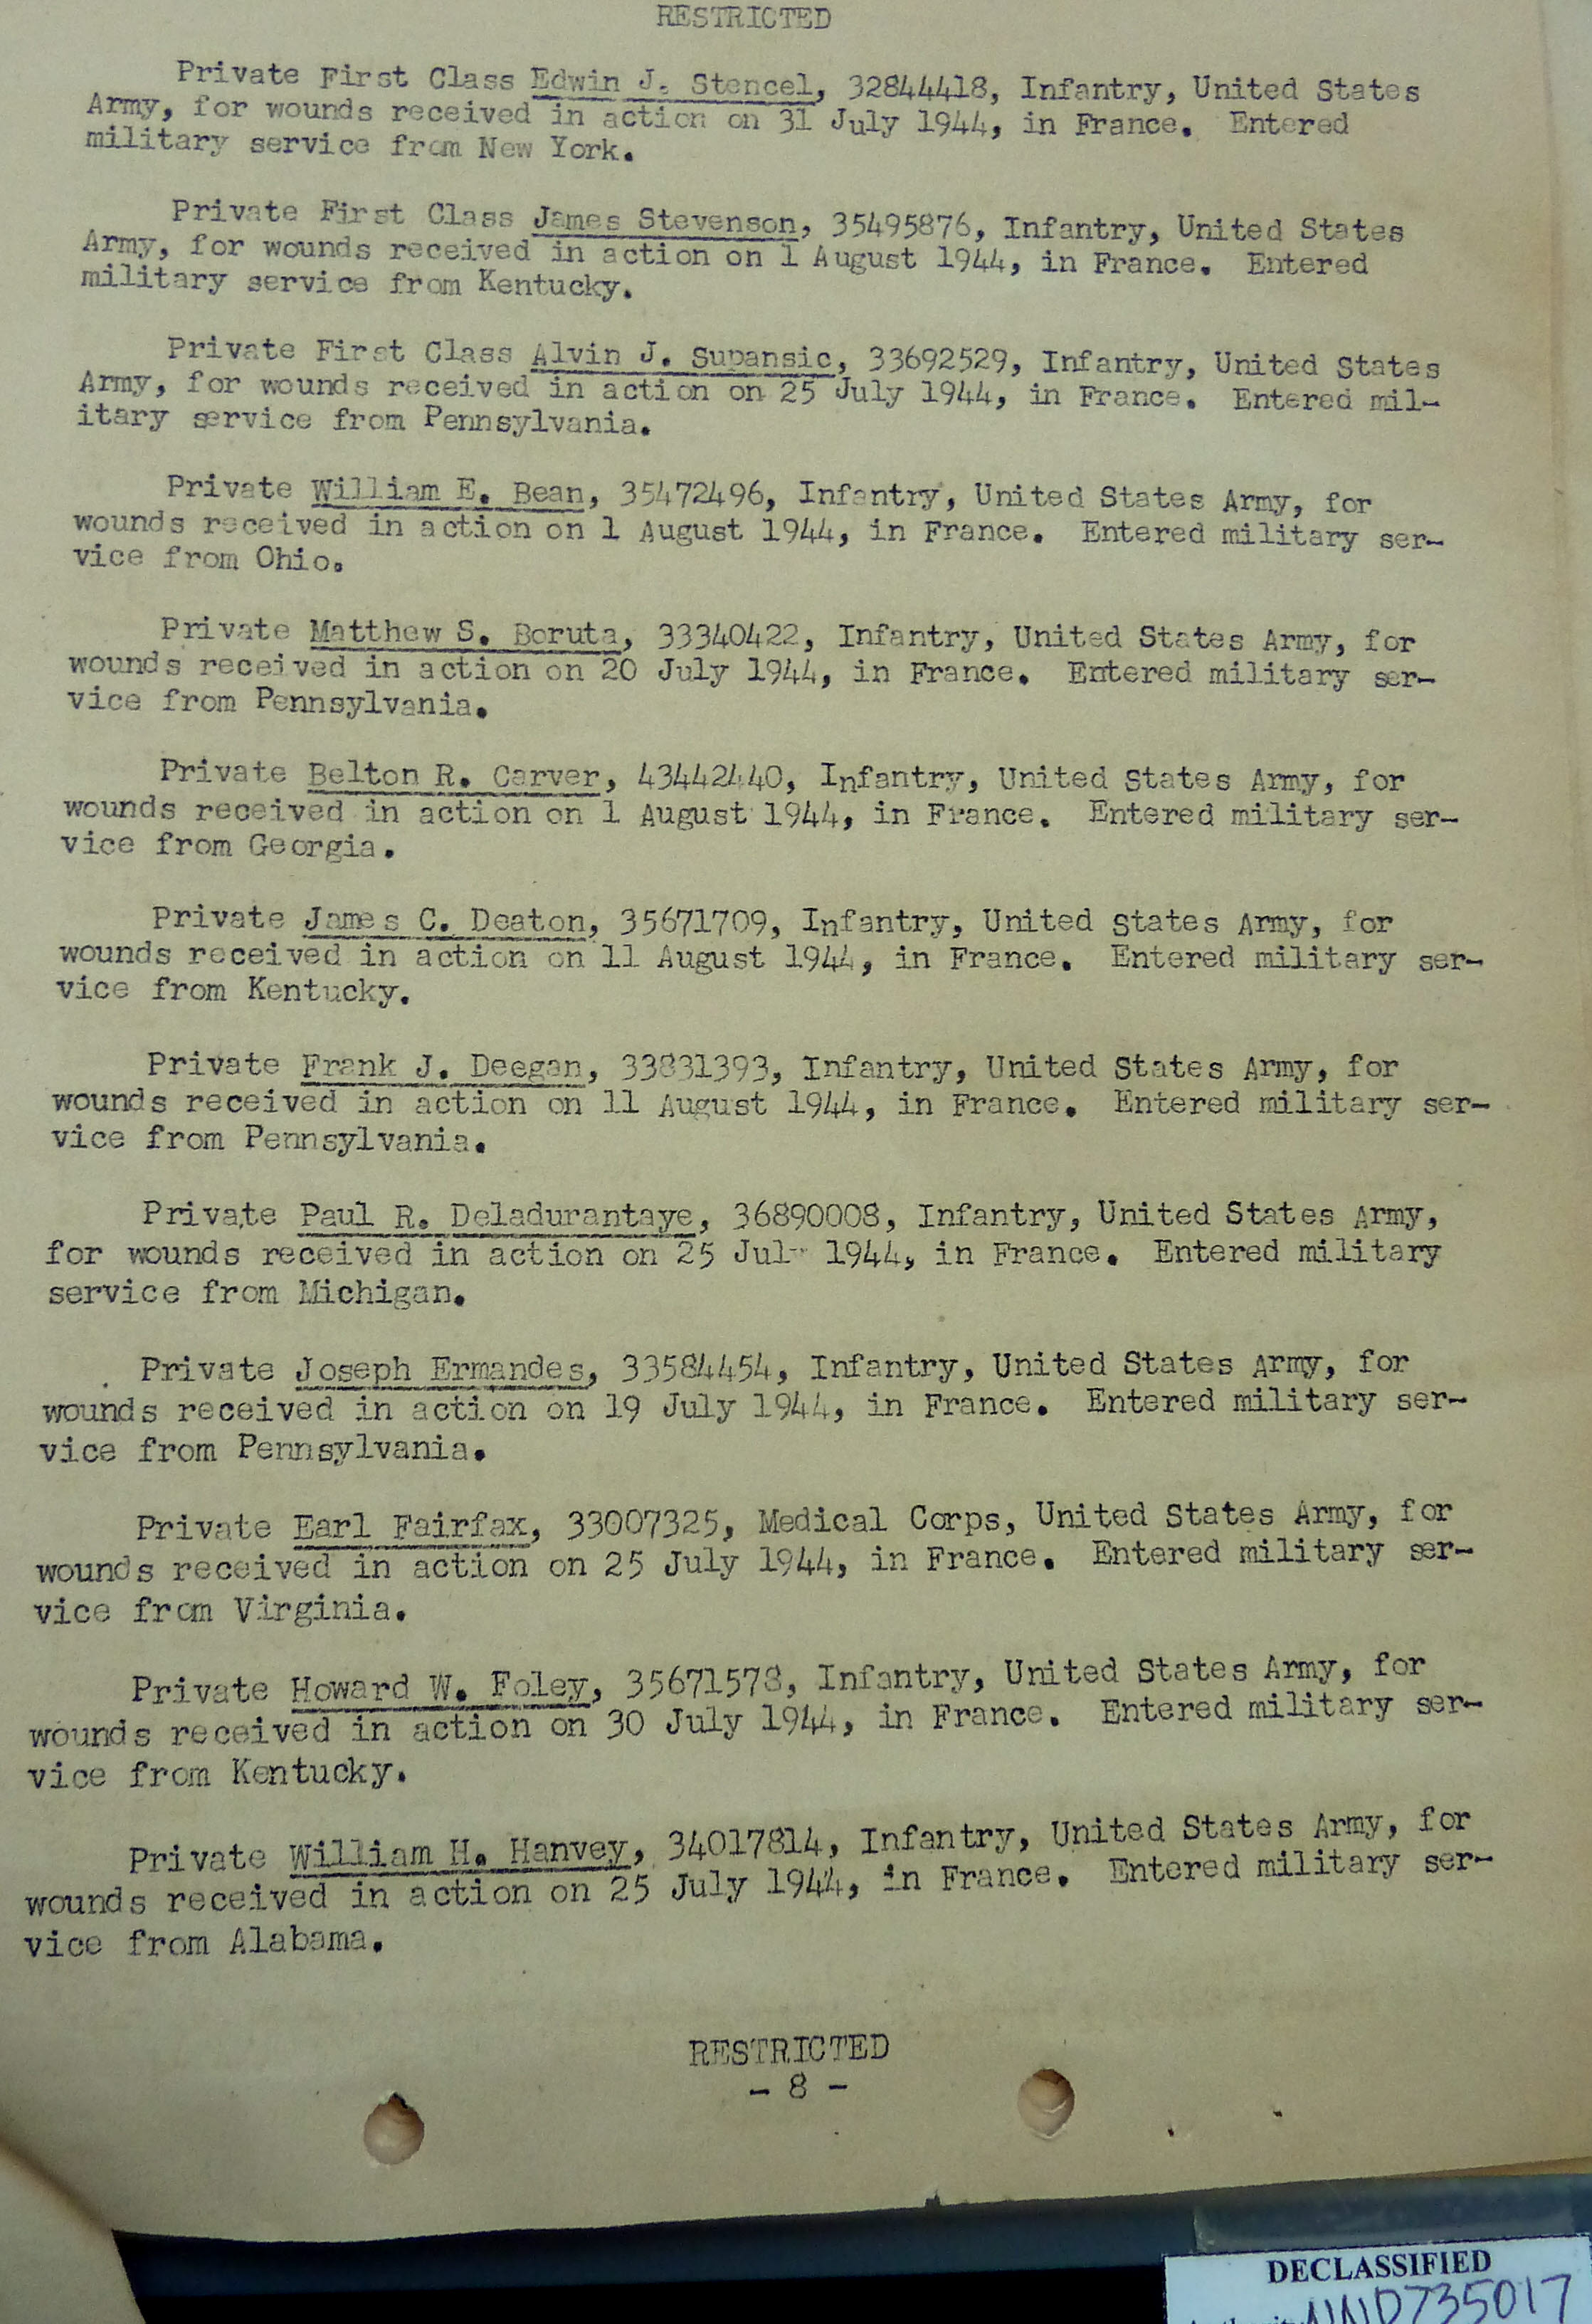 RESTRICTED
Private First Class Edwin J. Stencel, 32844418, Infantry, United States
Army, for wounds received in action on 31 July 1944, in France. Entered
military service from New York.
Private First Class James Stevenson, 35495876, Infantry, United States
Army, for wounds received in action on 1 August 1944, in France. Entered
military service from Kentucky.
Private First Class Alvin J. Supansic, 33692529, Infantry, United States
Army, for wounds received in action on 25 July 1944, in France. Entered mil-
itary service from Pennsylvania.
Private William E. Bean, 35472496, Infantry, United States Army, for
wounds received in action on 1 August 1944, in France. Entered military ser-
vice from Ohio.
Private Matthew S. Boruta, 33340422, Infantry, United States Army, for
wounds received in action on 20 July 1944, in France. Entered military ser-
vice from Pennsylvania.
Private Belton R. Carver, 43442440, Infantry, United States Army, for
wounds received in action on 1 August 1944, in France. Entered military ser-
vice from Georgia.
Private James C. Deaton, 35671709, Infantry, United States Army, for
wounds received in action on 11 August 1944, in France. Entered military ser-
vice from Kentucky.
Private Frank J. Deegan, 33831393, Infantry, United States Army, for
wounds received in action on 11 August 1944, in France. Entered military ser-
vice from Pennsylvania.
Private Paul R. Deladurantaye, 36890008, Infantry, United States Army,
for wounds received in action on 25 July 1944, in France. Entered military
service from Michigan.
Private Joseph Ermandes, 33584454, Infantry, United States Army, for
wounds received in action on 19 July 1944, in France. Entered military ser-
vice from Pennsylvania.
Private Earl Fairfax, 33007325, Medical Corps, United States Army, for
wounds received in action on 25 July 1944, in France. Entered military ser-
vice from Virginia.
Private Howard W. Foley, 35671578, Infantry, United States Army, for
wounds received in action on 30 July 1944, in France. Entered military ser-
vice from Kentucky.
Private William H. Hanvey, 34017814, Infantry, United States Army, for
wounds received in action on 25 July 1944, in France. Entered military ser-
vice from Alabama.
RESTRICTED
- 8 -
DECLASSIFIED
NND735017